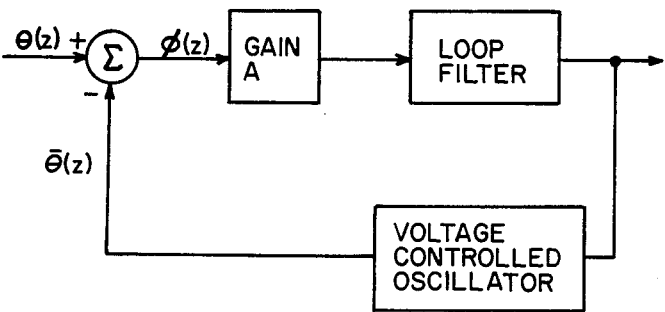 θ(z) +
Σ
ϕ(z)
GAIN
A
LOOP
FILTER
-
θ̄(z)
VOLTAGE
CONTROLLED
OSCILLATOR